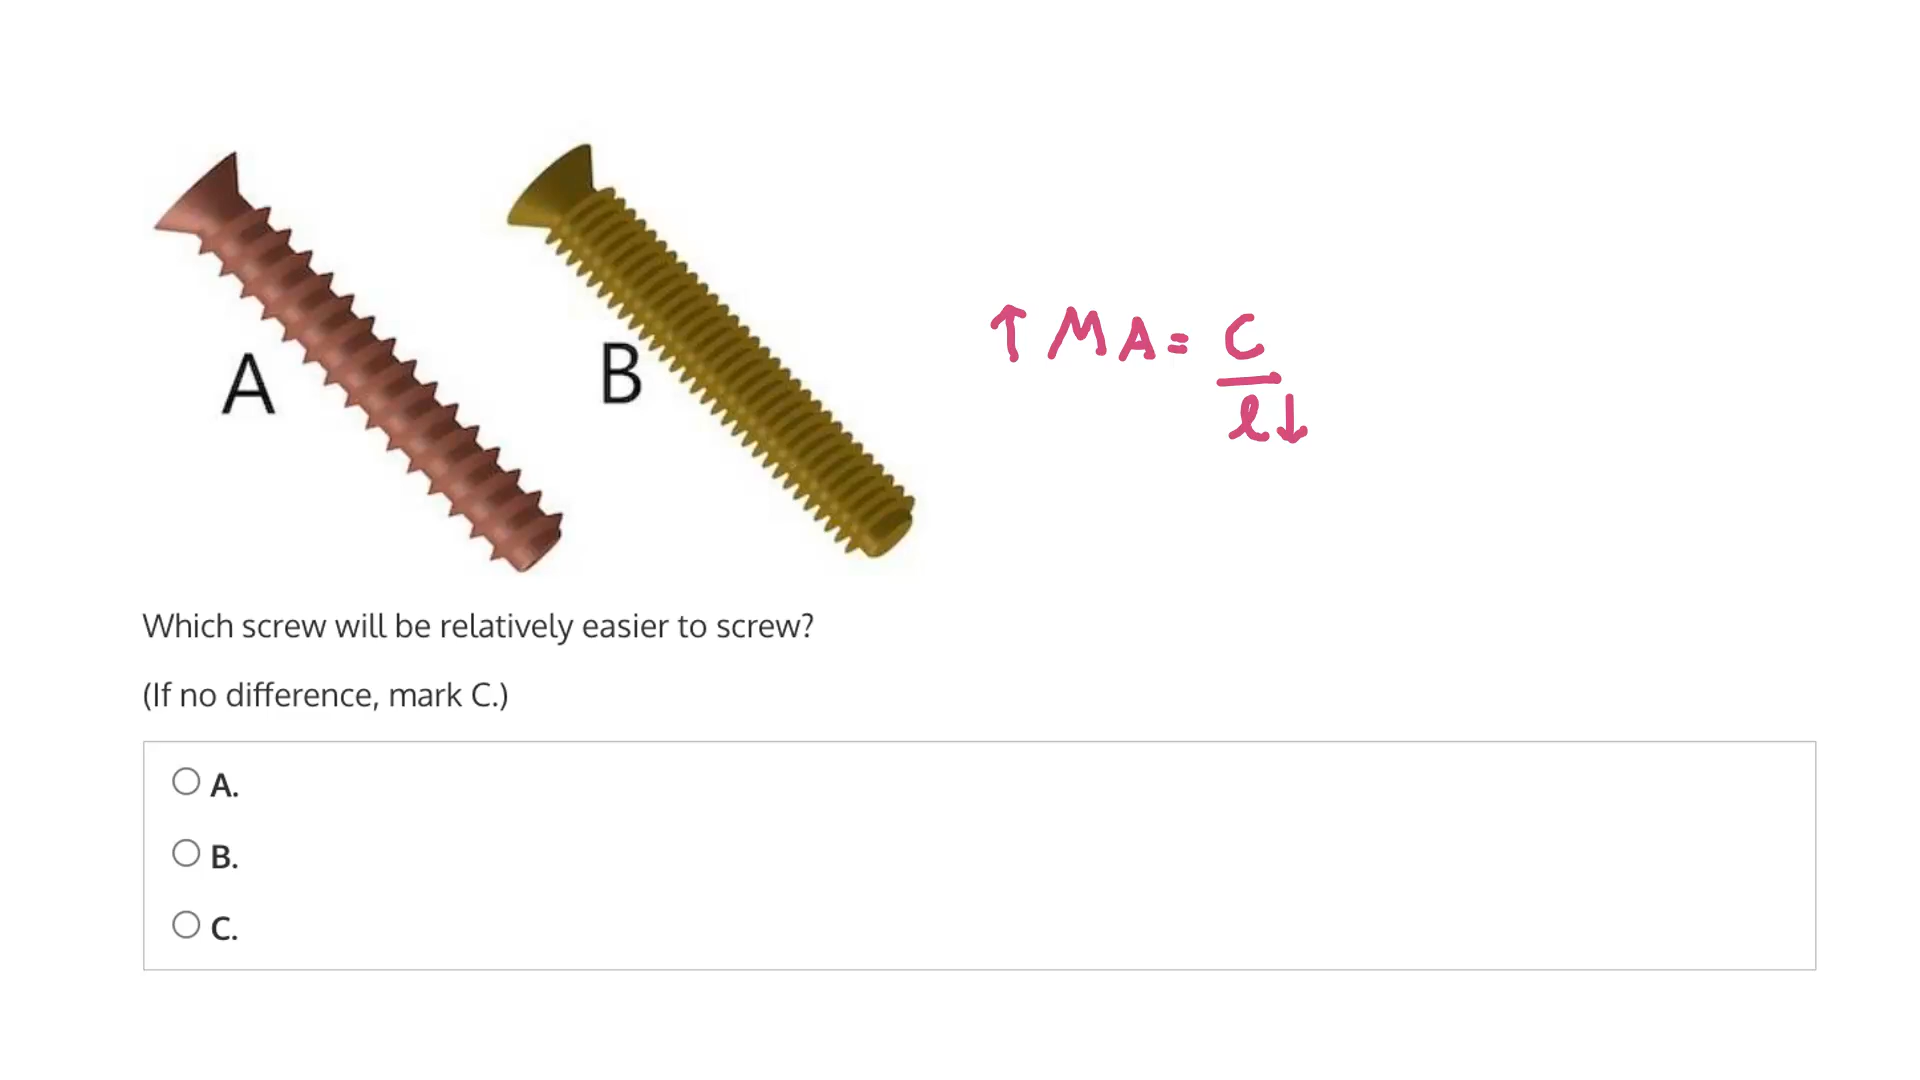 A
B
↑ MA = C
l↓
Which screw will be relatively easier to screw?
(If no difference, mark C.)
A.
B.
C.